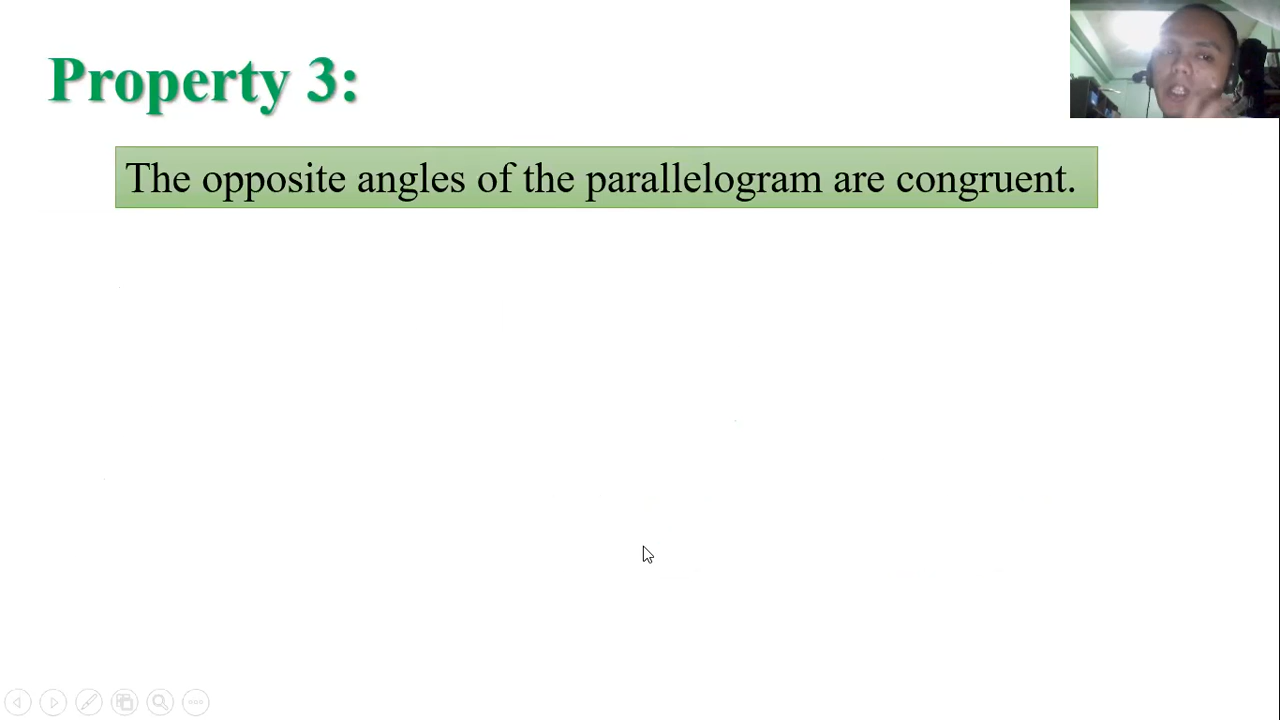 Property 3:
The opposite angles of the parallelogram are congruent.